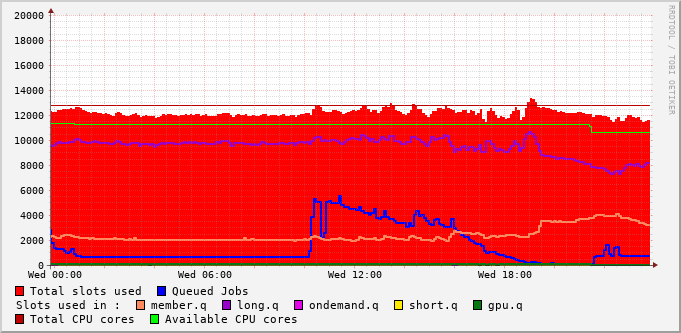 20000
18000
16000
14000
12000
10000
8000
6000
4000
2000
0
Wed 00:00 Wed 06:00 Wed 12:00 Wed 18:00
RRDTOOL / TOBI OETIKER
Total slots used Queued Jobs
Slots used in : member.q long.q ondemand.q short.q gpu.q
Total CPU cores Available CPU cores